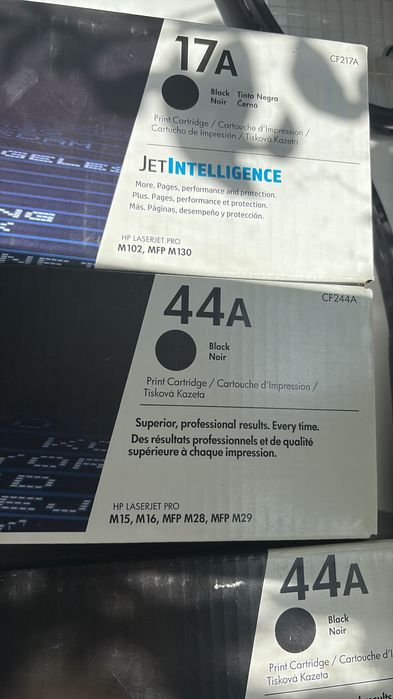 17A
CF217A
Black Tinta Negra
Noir Černó
Print Cartridge / Cartouche d'Impression /
Cartucho de Impresión / Tisková Kazeta
JETINTELLIGENCE
More. Pages, performance and protection.
Plus. Pages, performance et protection.
Más. Páginas, desempeño y protección.
HP LASERJET PRO
M102, MFP M130
44A
CF244A
Black
Noir
Print Cartridge / Cartouche d'Impression /
Tisková Kazeta
Superior, professional results. Every time.
Des résultats professionnels et de qualité
supérieure à chaque impression.
HP LASERJET PRO
M15, M16, MFP M28, MFP M29
44A
Black
Noir
Print Cartridge / Cartouche d'I
Tisková Kazeta